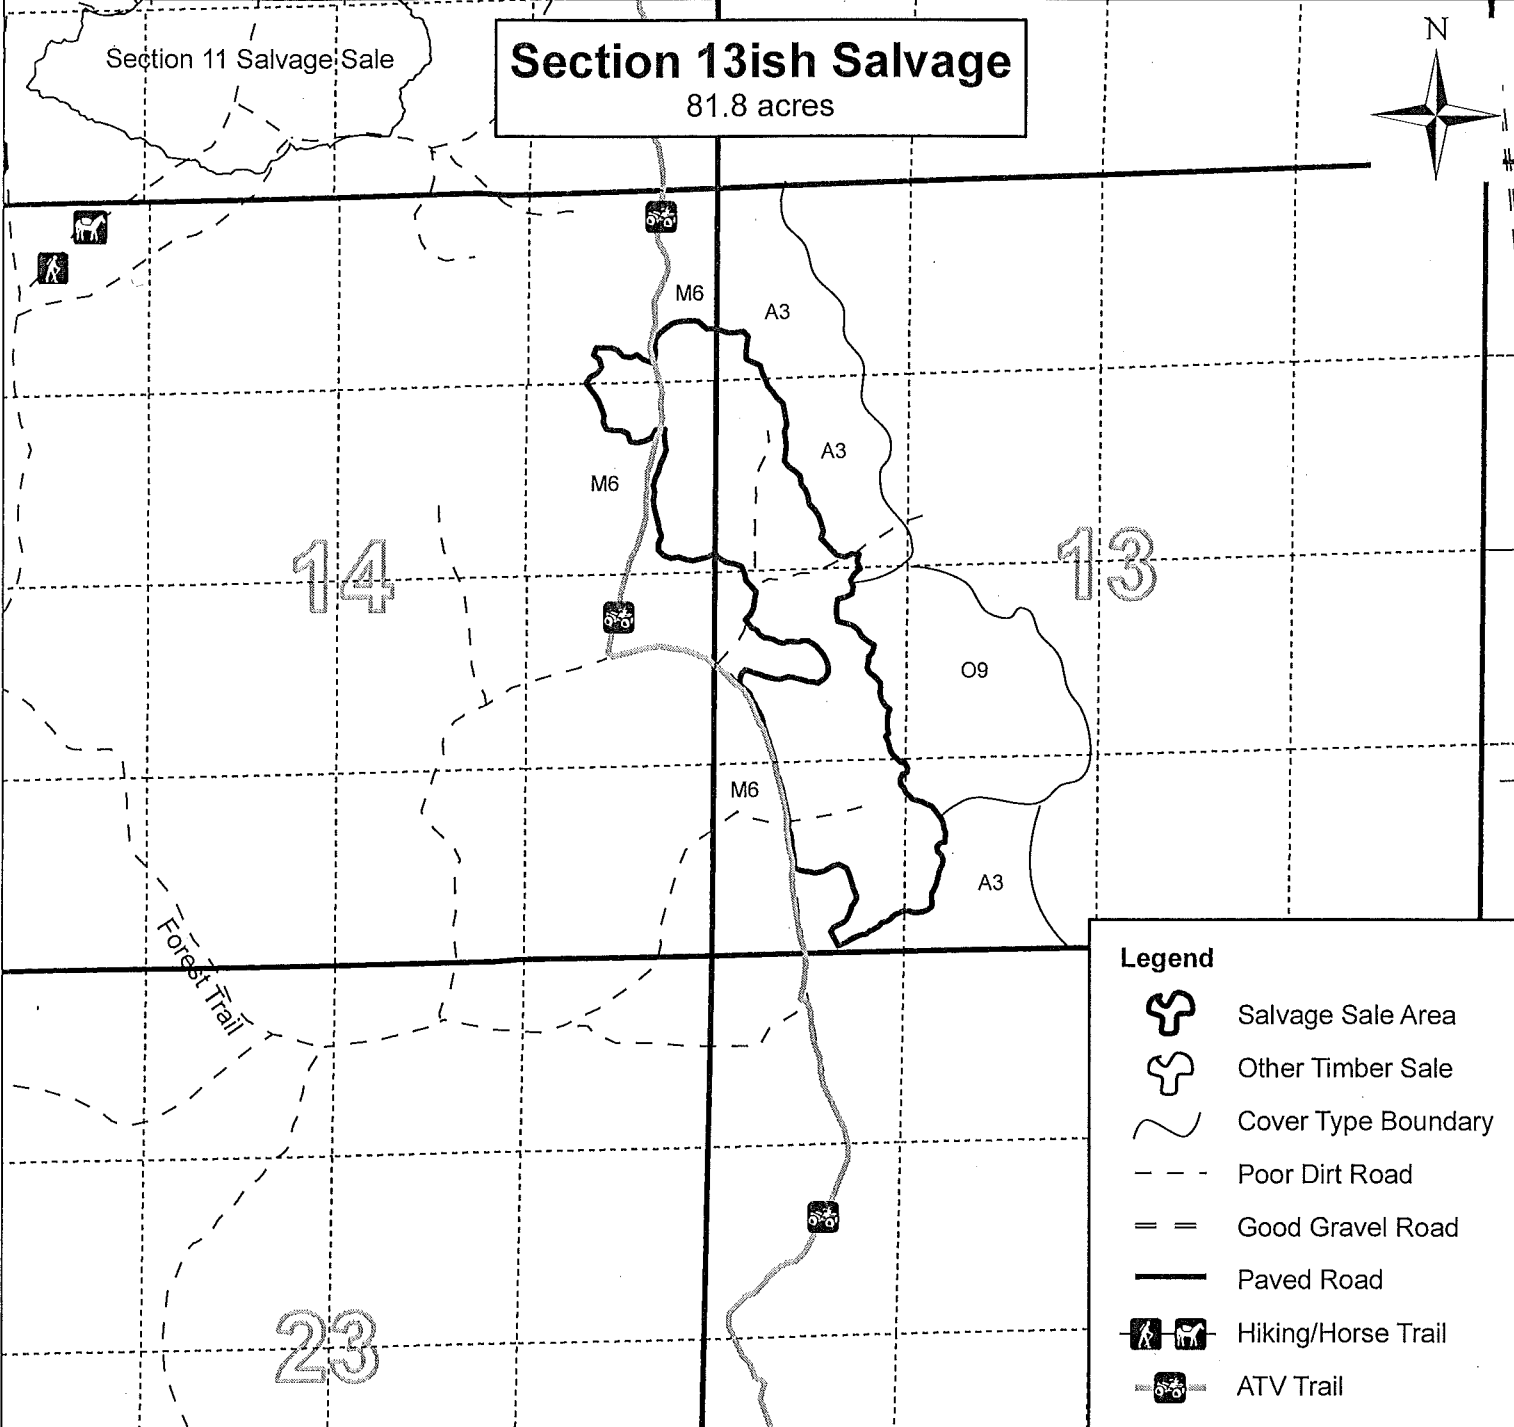 Section 11 Salvage Sale
Section 13ish Salvage
81.8 acres
N
M6
A3
A3
M6
14
13
O9
M6
A3
Forest Trail
23
Legend
Salvage Sale Area
Other Timber Sale
Cover Type Boundary
Poor Dirt Road
Good Gravel Road
Paved Road
Hiking/Horse Trail
ATV Trail